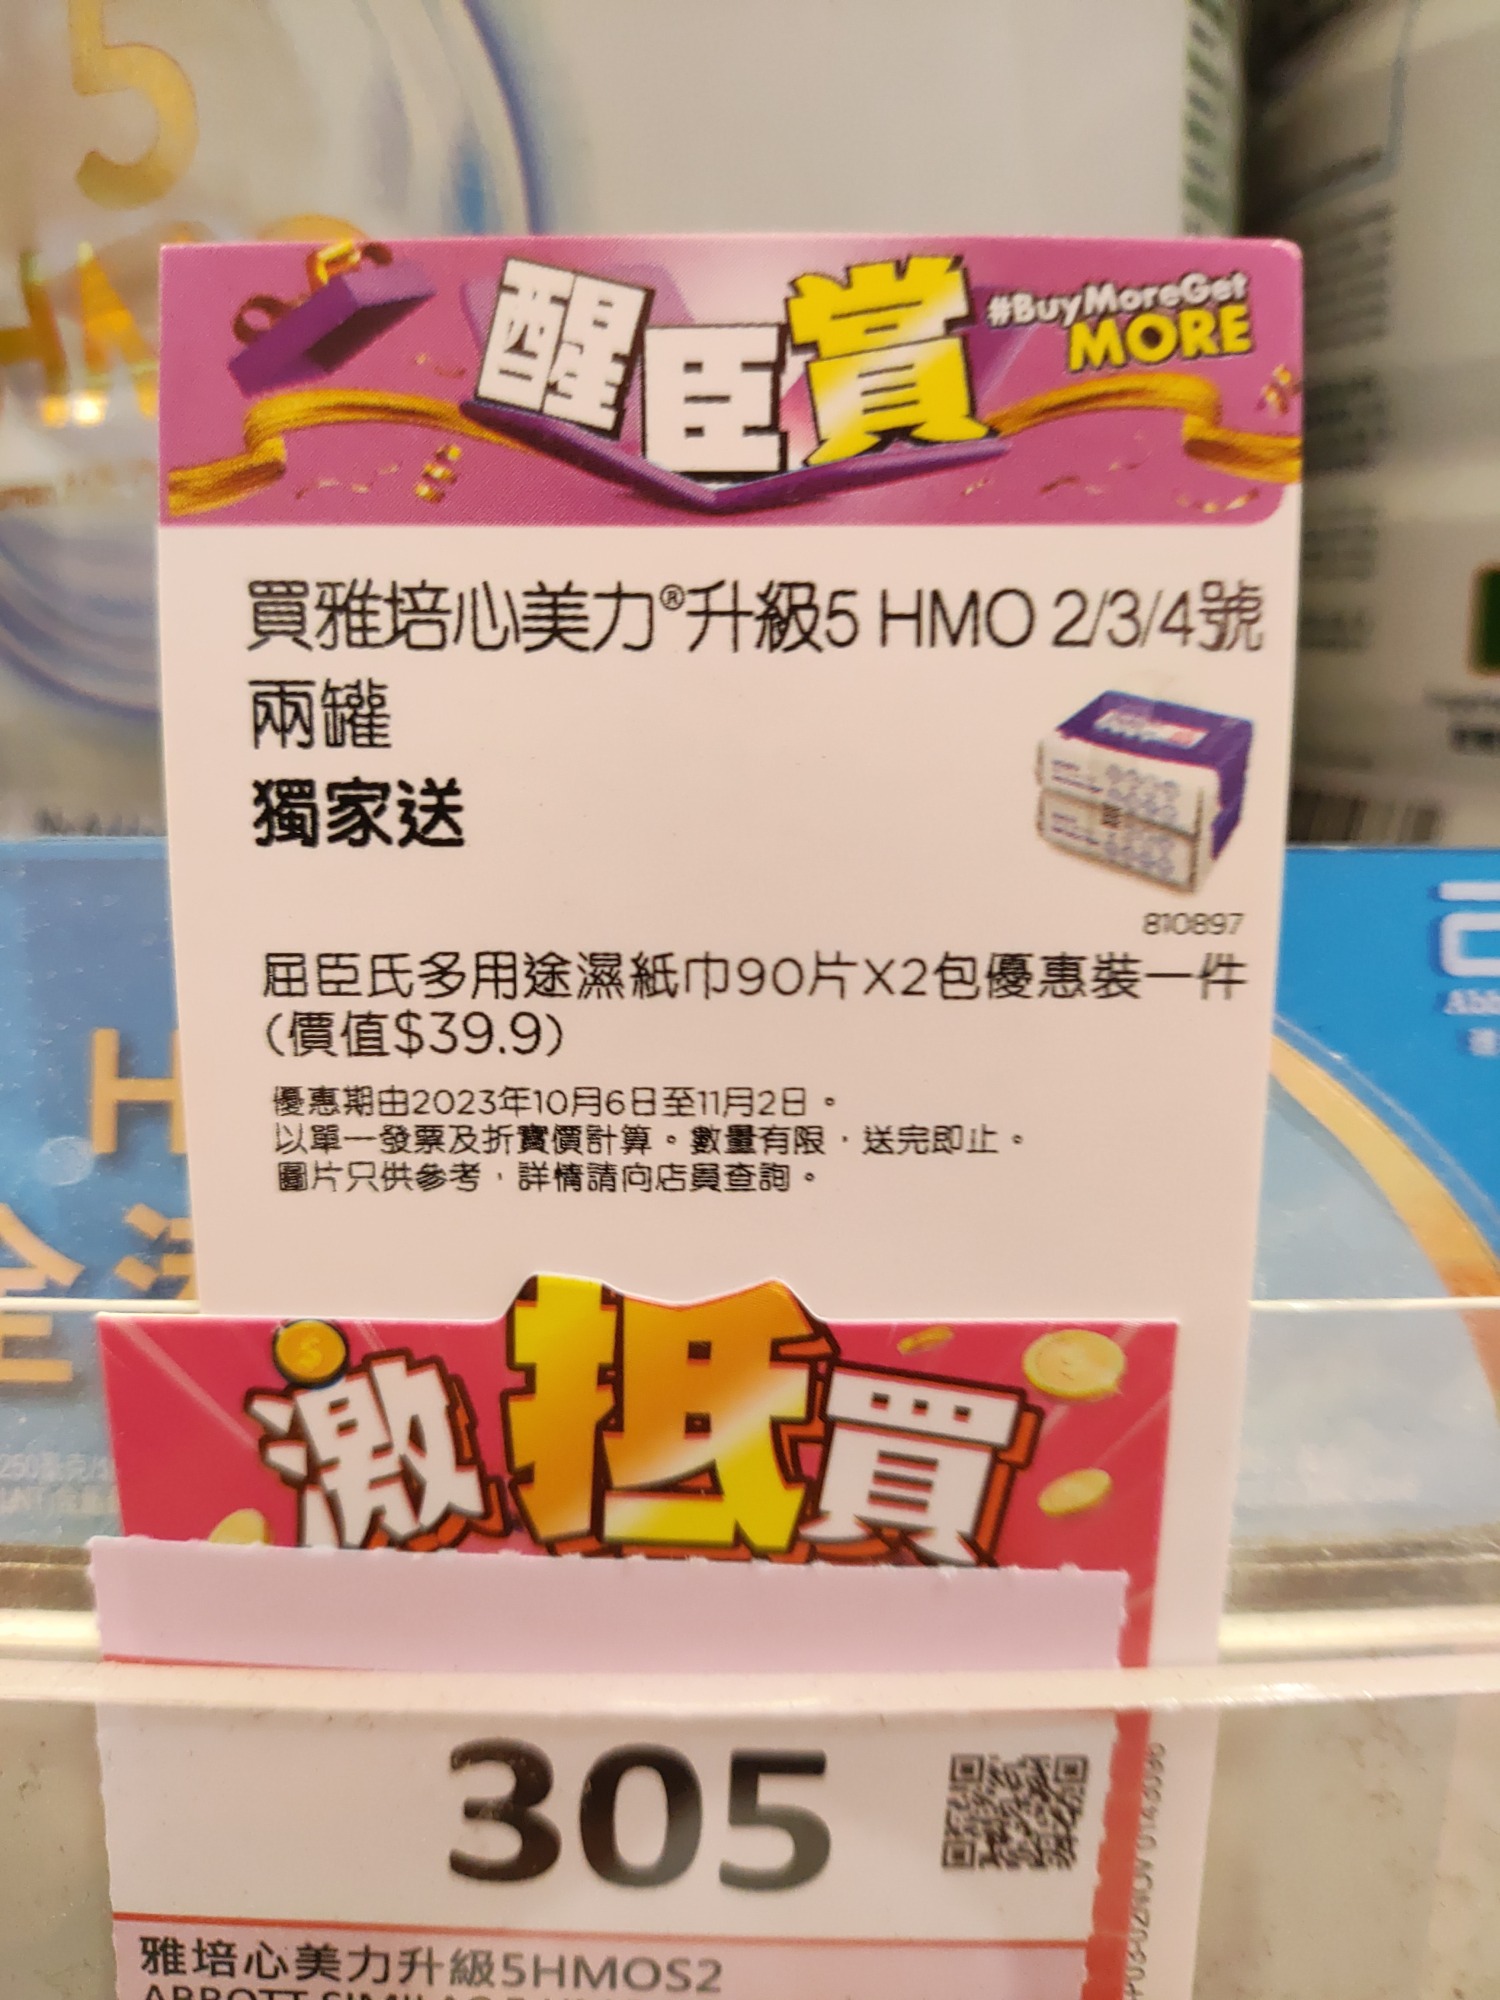 5
醒臣賞
#BuyMoreGet
MORE
買雅培心美力®升級5 HMO 2/3/4號
兩罐
獨家送
810897
屈臣氏多用途濕紙巾90片X2包優惠裝一件
(價值$39.9)
優惠期由2023年10月6日至11月2日。
以單一發票及折實價計算。數量有限，送完即止。
圖片只供參考，詳情請向店員查詢。
激抵買
305
雅培心美力升級5HMOS2